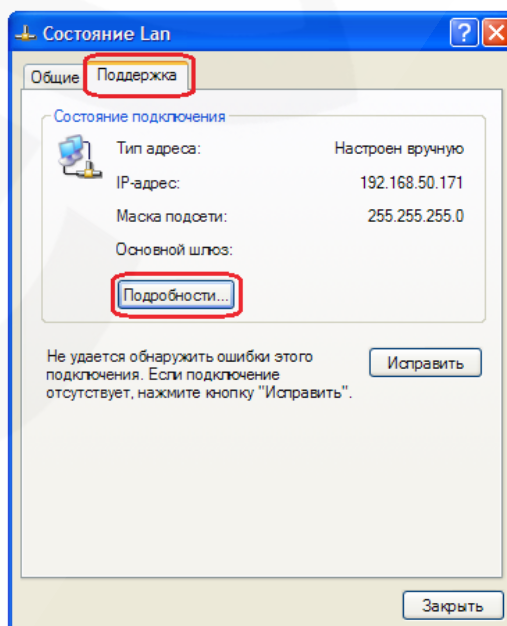 Состояние Lan
Общие Поддержка
Состояние подключения
Тип адреса: Настроен вручную
IP-адрес: 192.168.50.171
Маска подсети: 255.255.255.0
Основной шлюз:
Подробности...
Не удается обнаружить ошибки этого
подключения. Если подключение
отсутствует, нажмите кнопку "Исправить".
Исправить
Закрыть